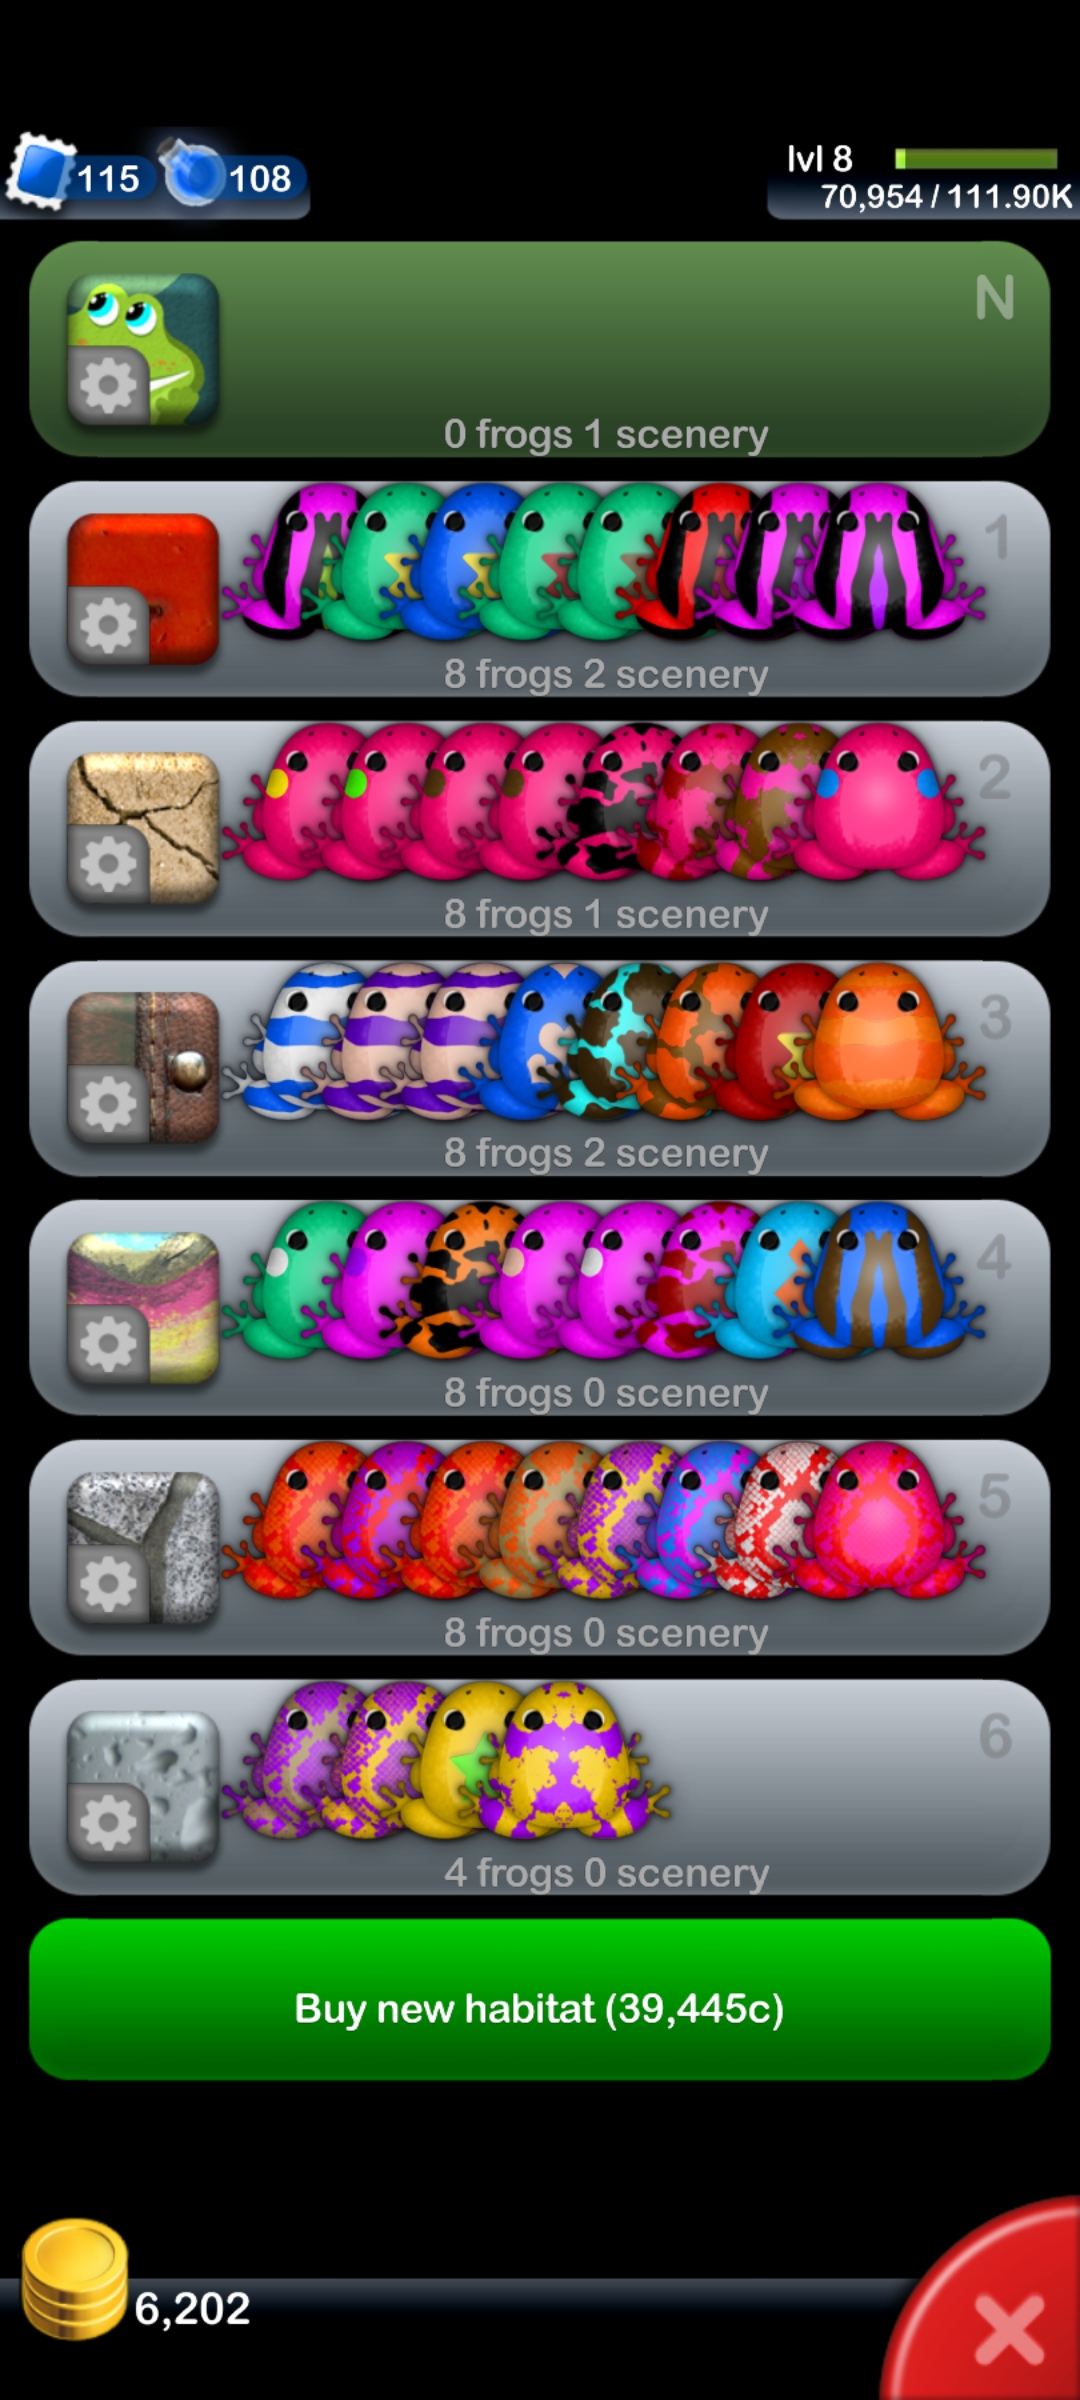 115
108
lvl 8
70,954 / 111.90K
N
0 frogs 1 scenery
1
8 frogs 2 scenery
2
8 frogs 1 scenery
3
8 frogs 2 scenery
4
8 frogs 0 scenery
5
8 frogs 0 scenery
6
4 frogs 0 scenery
Buy new habitat (39,445c)
6,202